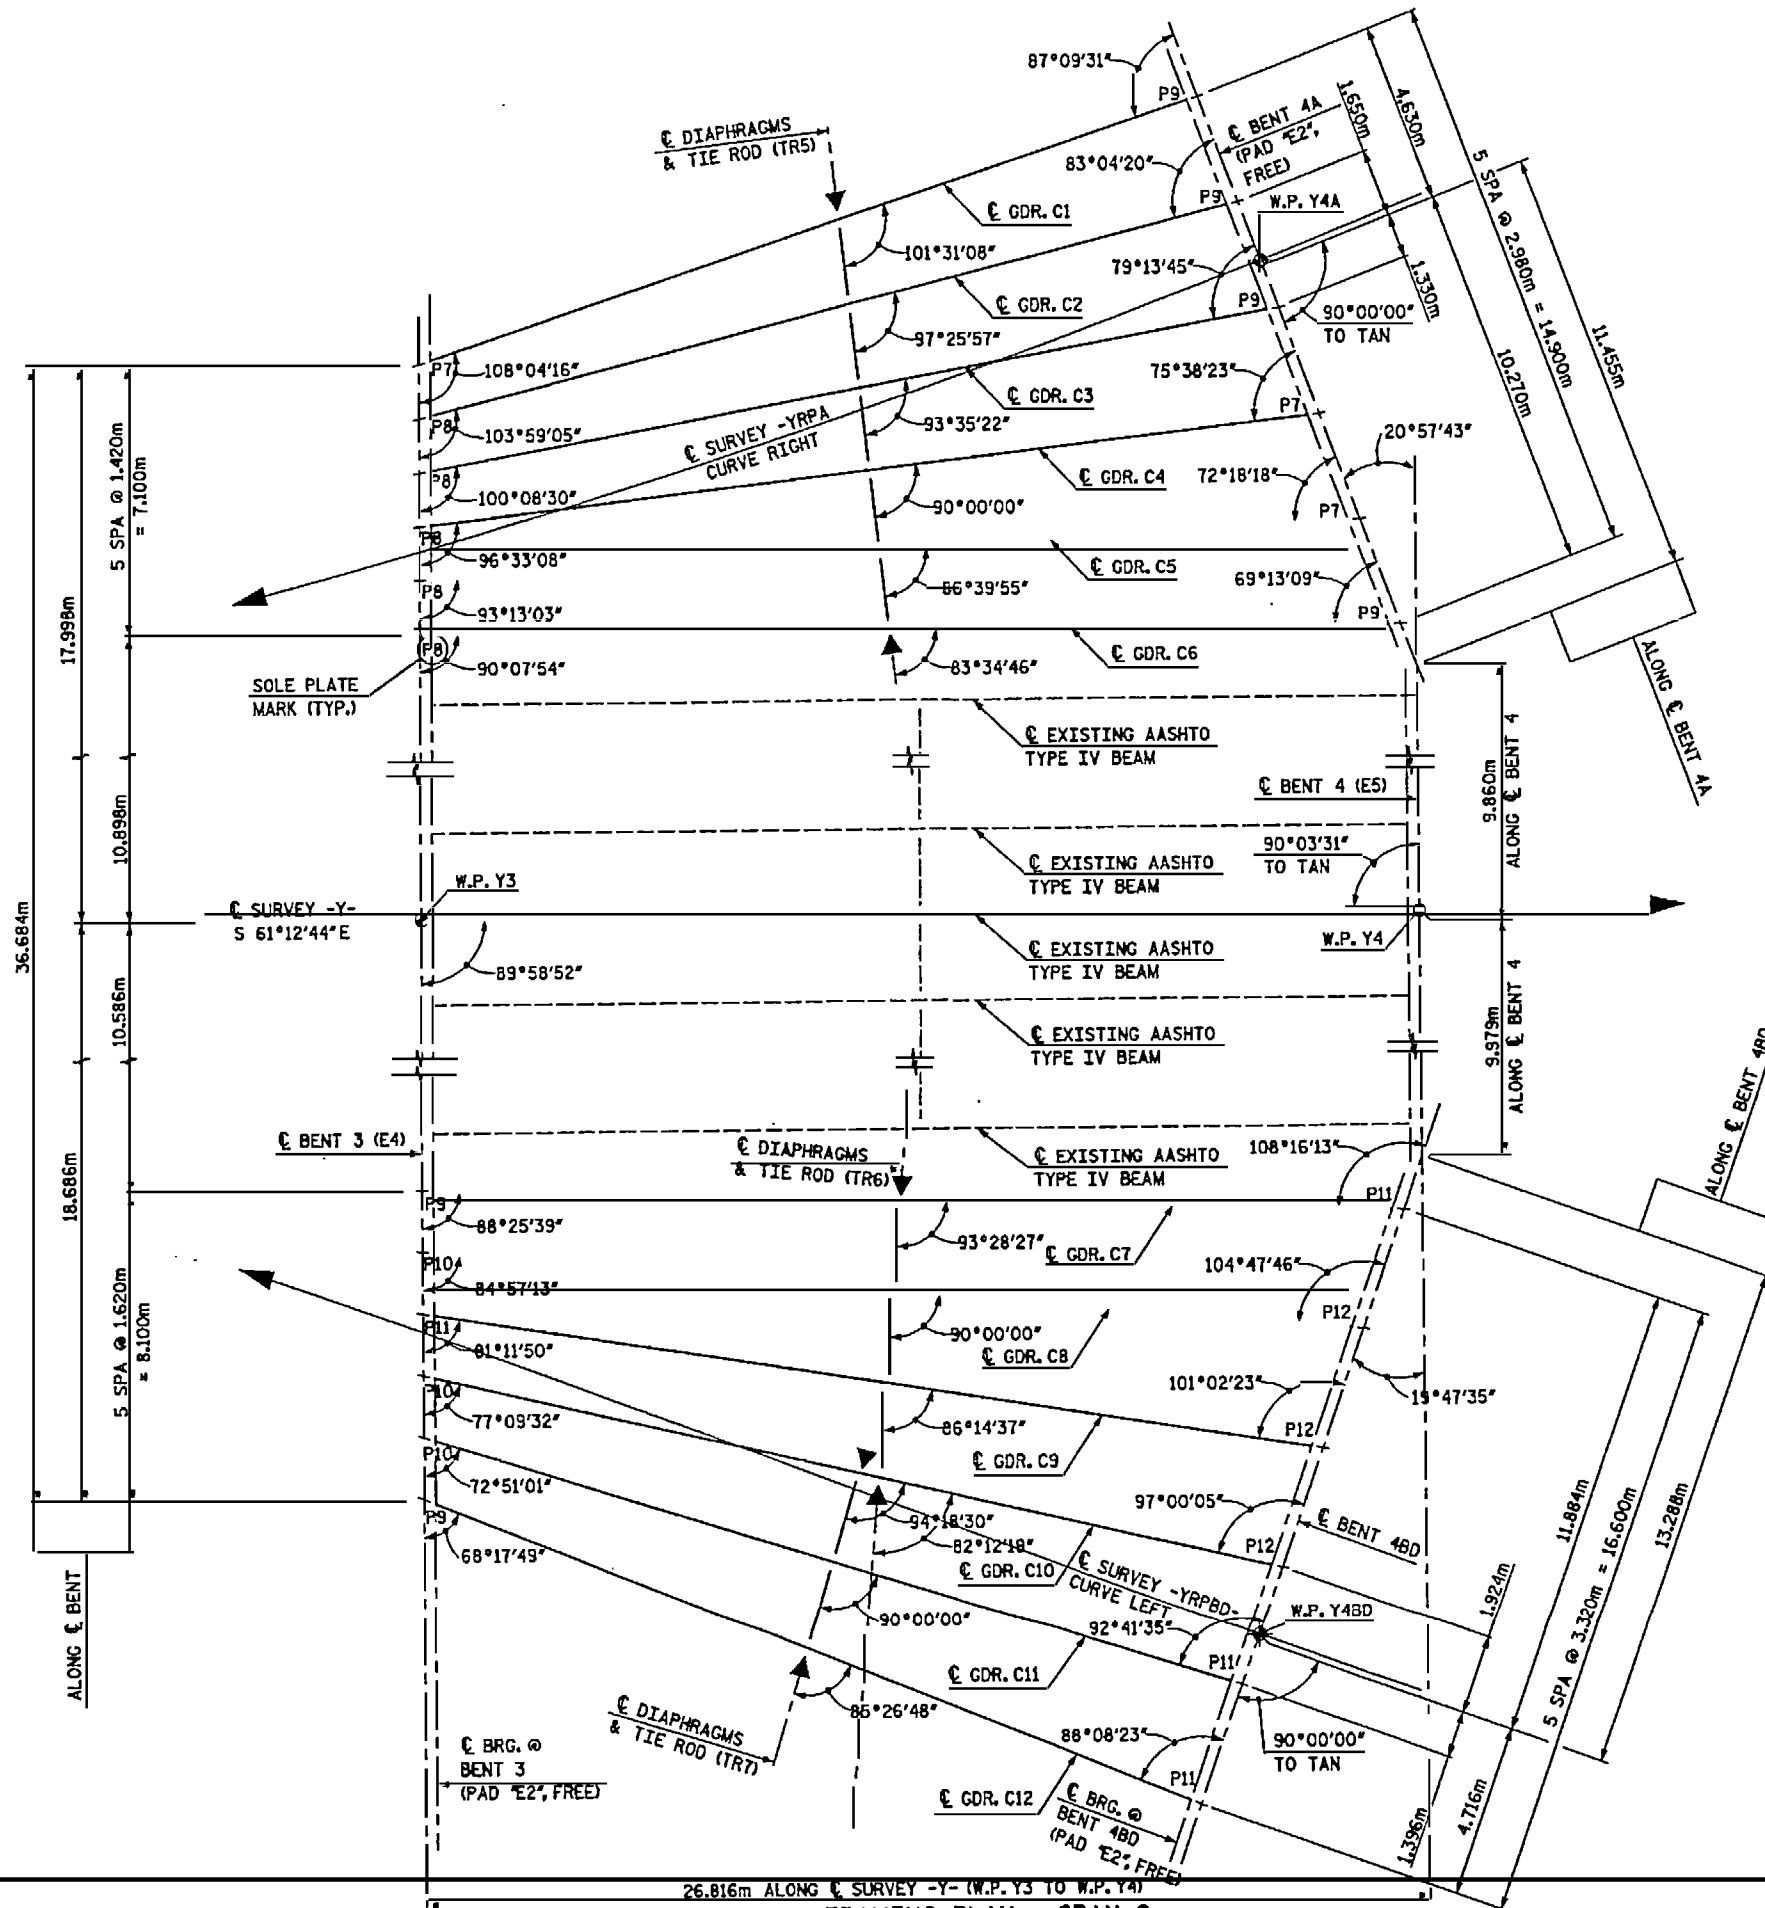 87°09'31"
P9
℄ BENT 4A
(PAD "E2",
FREE)
1.650m
4.630m
5 SPA @ 2.980m = 14.900m
11.455m
℄ DIAPHRAGMS
& TIE ROD (TR5)
83°04'20"
P9
W.P. Y4A
℄ GDR. C1
101°31'08"
79°13'45"
P9
1.330m
℄ GDR. C2
97°25'57"
90°00'00"
TO TAN
10.270m
P7
108°04'16"
75°38'23"
℄ GDR. C3
P7
P8
103°59'05"
93°35'22"
℄ SURVEY -YRPA
CURVE RIGHT
20°57'43"
5 SPA @ 1.420m
= 7.100m
P8
100°08'30"
℄ GDR. C4
72°18'18"
90°00'00"
P7
P8
96°33'08"
℄ GDR. C5
86°39'55"
69°13'09"
P8
93°13'03"
P9
17.998m
P8
90°07'54"
℄ GDR. C6
83°34'46"
SOLE PLATE
MARK (TYP.)
ALONG ℄ BENT 4A
℄ EXISTING AASHTO
TYPE IV BEAM
℄ BENT 4 (E5)
9.860m
ALONG ℄ BENT 4
10.898m
℄ EXISTING AASHTO
TYPE IV BEAM
90°03'31"
TO TAN
W.P. Y3
℄ SURVEY -Y-
S 61°12'44"E
36.684m
89°58'52"
℄ EXISTING AASHTO
TYPE IV BEAM
W.P. Y4
10.586m
℄ EXISTING AASHTO
TYPE IV BEAM
9.979m
ALONG ℄ BENT 4
℄ BENT 3 (E4)
℄ DIAPHRAGMS
& TIE ROD (TR6)
℄ EXISTING AASHTO
TYPE IV BEAM
108°16'13"
ALONG ℄ BENT 4BD
18.686m
P9
88°25'39"
P11
93°28'27"
℄ GDR. C7
104°47'46"
P10
84°57'13"
P12
5 SPA @ 1.620m
= 8.100m
P11
81°11'50"
90°00'00"
℄ GDR. C8
101°02'23"
19°47'35"
P10
77°09'32"
86°14'37"
℄ GDR. C9
P12
P10
72°51'01"
97°00'05"
℄ BENT 4BD
11.884m
13.288m
P9
68°17'49"
94°18'30"
82°12'18"
℄ GDR. C10
P12
℄ SURVEY -YRPBD-
CURVE LEFT
W.P. Y4BD
1.924m
5 SPA @ 3.320m = 16.600m
ALONG ℄ BENT
90°00'00"
92°41'35"
℄ GDR. C11
P11
85°26'48"
℄ DIAPHRAGMS
& TIE ROD (TR7)
℄ BRG. @
BENT 3
(PAD "E2", FREE)
88°08'23"
90°00'00"
TO TAN
P11
℄ GDR. C12
℄ BRG. @
BENT 4BD
(PAD "E2", FREE)
1.396m
4.716m
26.816m ALONG ℄ SURVEY -Y- (W.P. Y3 TO W.P. Y4)